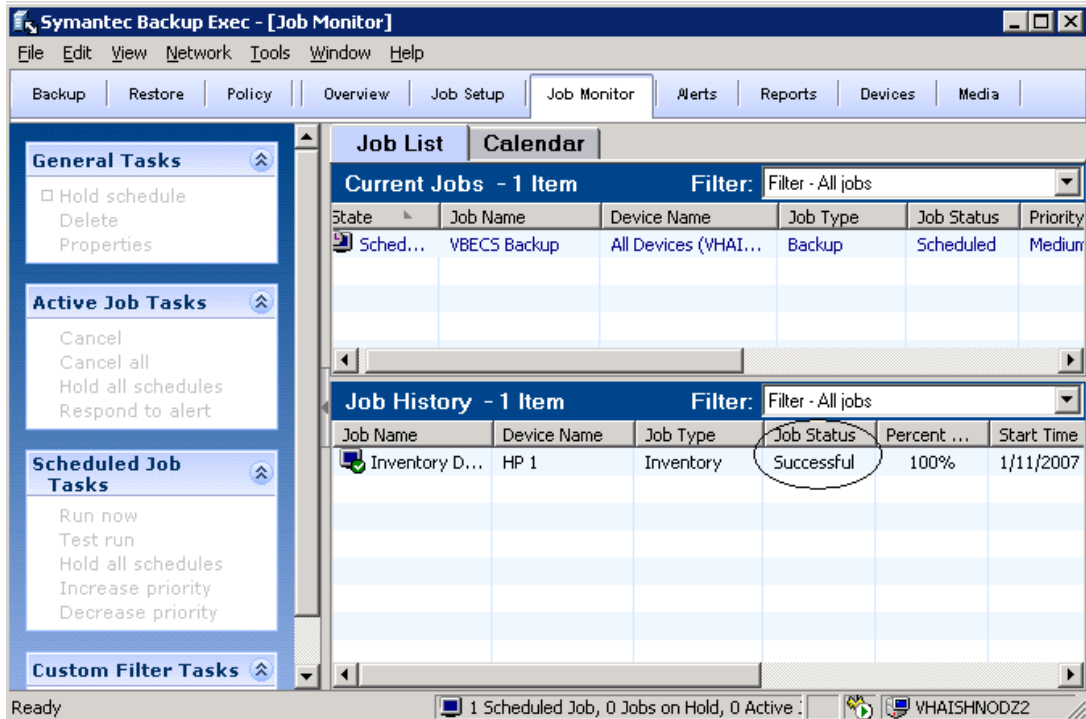 Symantec Backup Exec - [Job Monitor]
File Edit View Network Tools Window Help
Backup Restore Policy Overview Job Setup Job Monitor Alerts Reports Devices Media
General Tasks
Hold schedule
Delete
Properties
Active Job Tasks
Cancel
Cancel all
Hold all schedules
Respond to alert
Scheduled Job
Tasks
Run now
Test run
Hold all schedules
Increase priority
Decrease priority
Custom Filter Tasks
Job List Calendar
Current Jobs - 1 Item Filter: Filter - All jobs
State Job Name Device Name Job Type Job Status Priority
Sched... VBECS Backup All Devices (VHAI... Backup Scheduled Medium
Job History - 1 Item Filter: Filter - All jobs
Job Name Device Name Job Type Job Status Percent ... Start Time
Inventory D... HP 1 Inventory Successful 100% 1/11/2007
Ready 1 Scheduled Job, 0 Jobs on Hold, 0 Active J VHAISHNODZ2